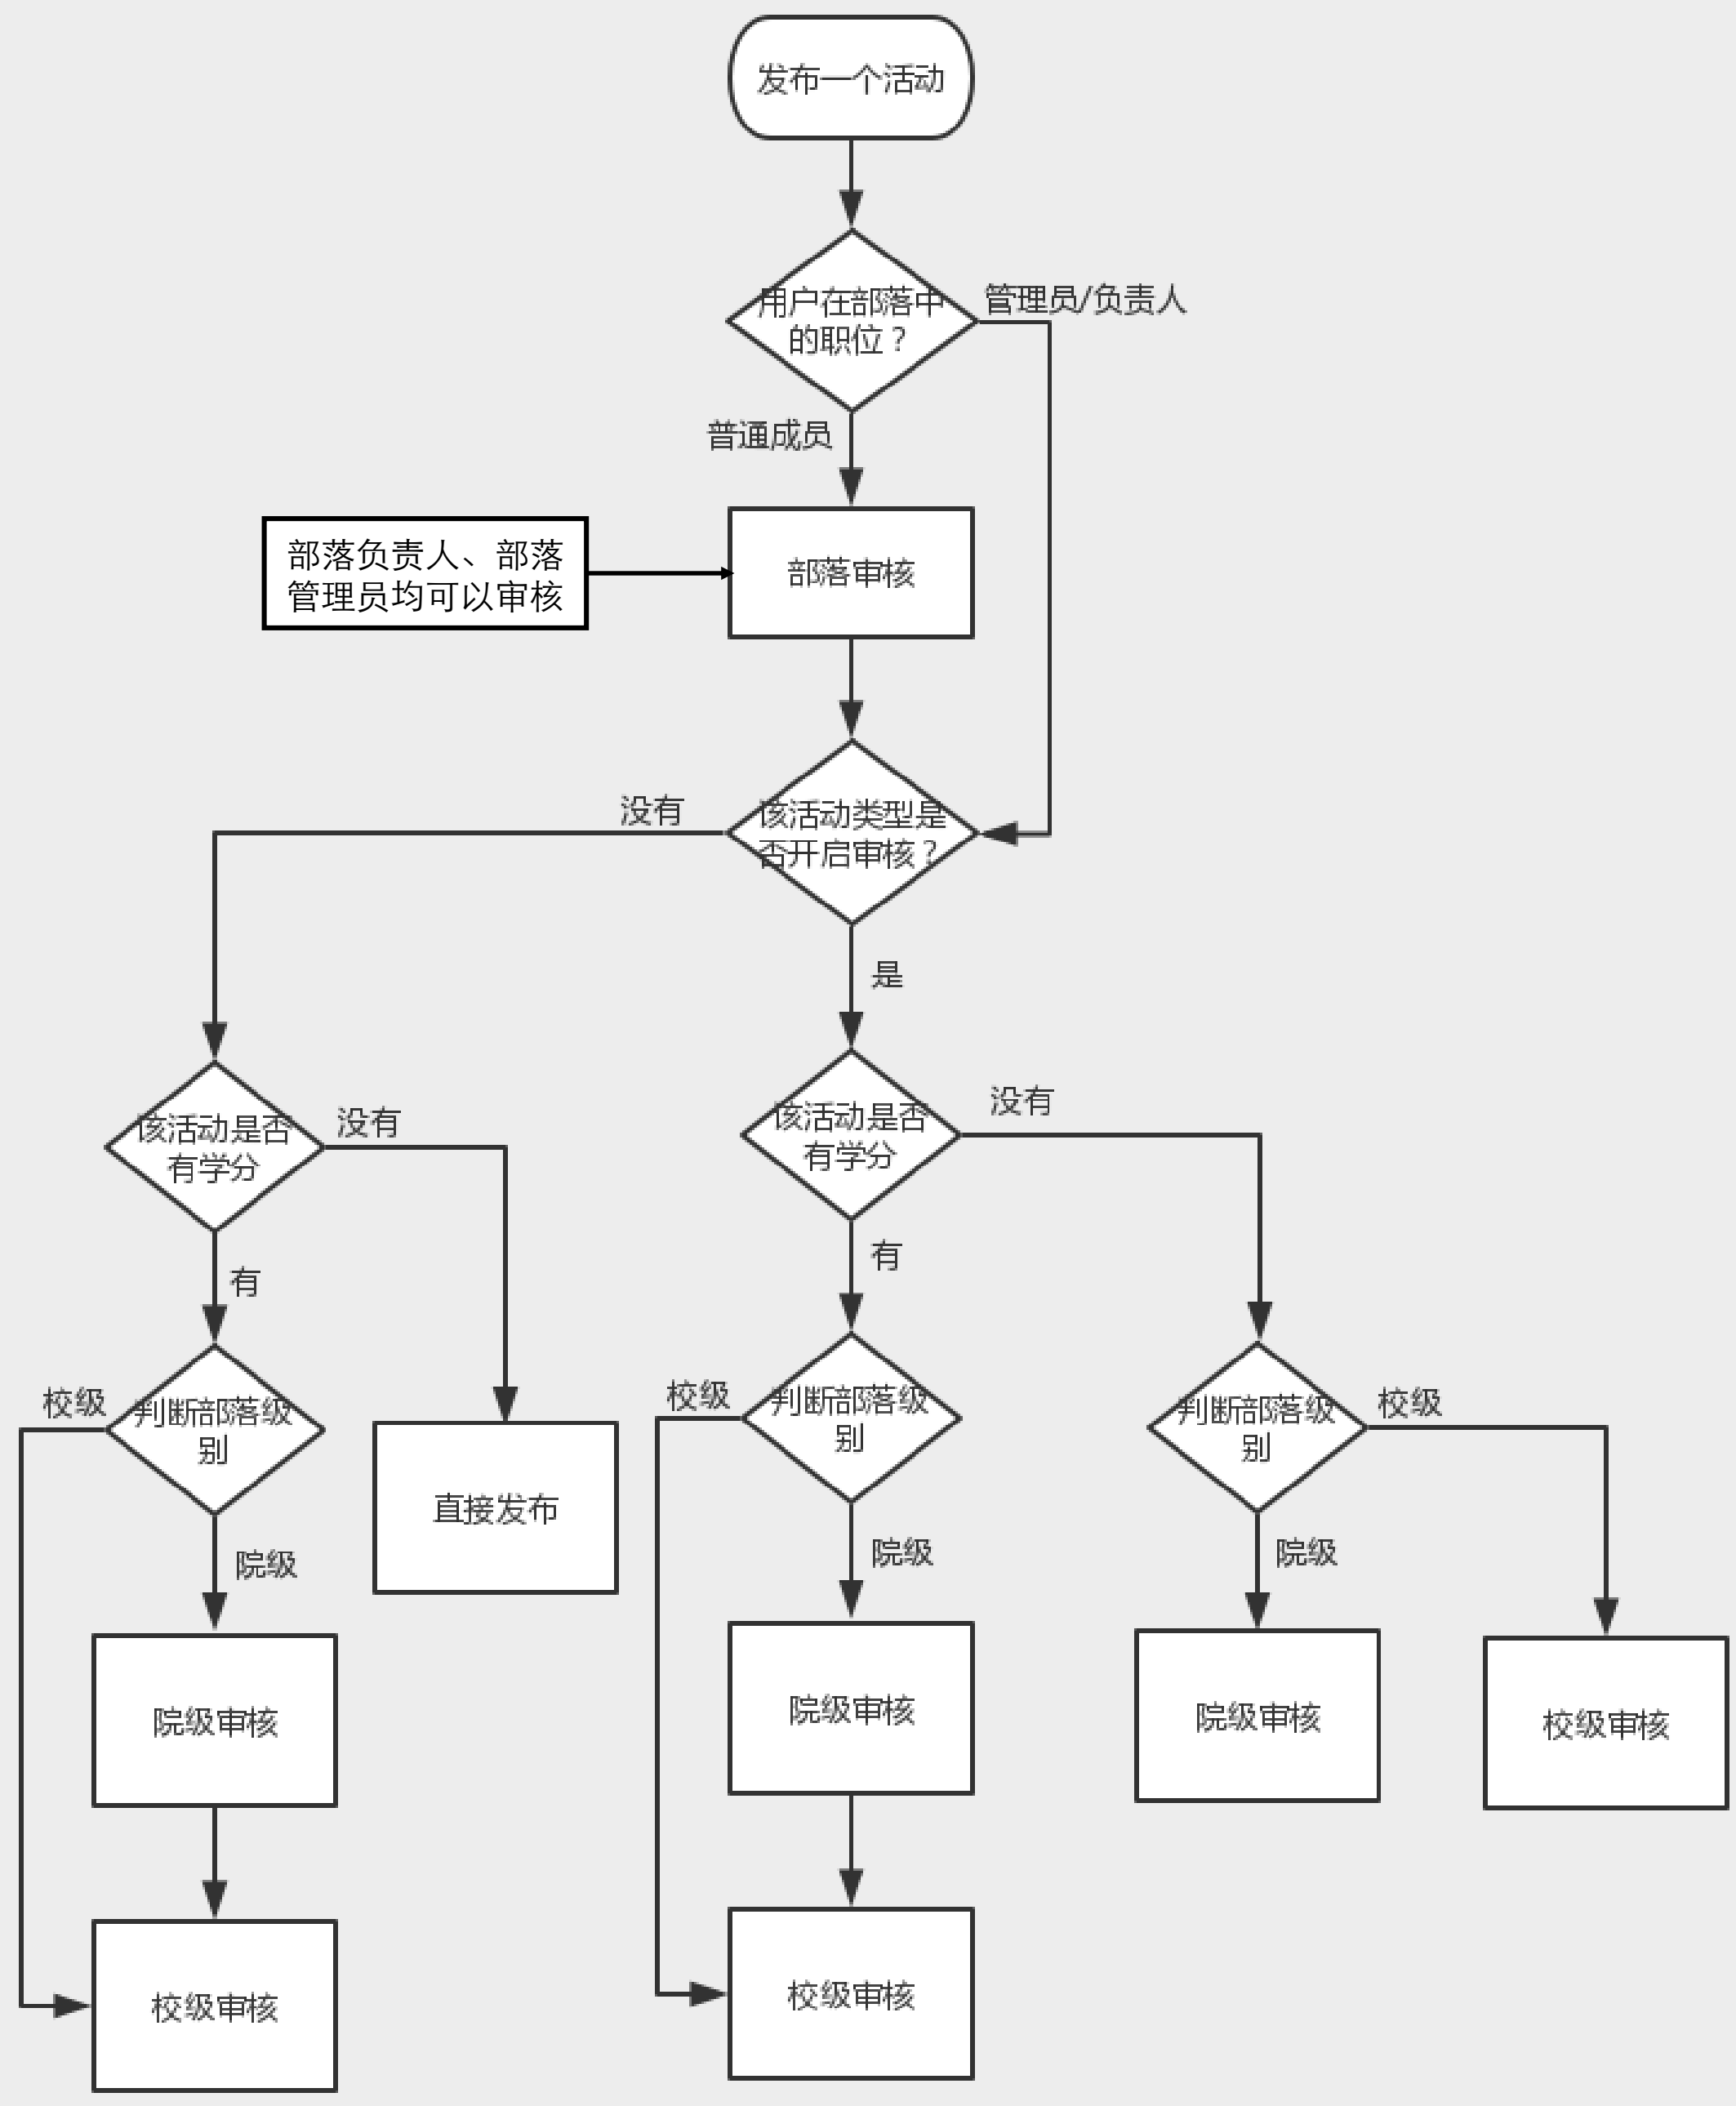 发布一个活动
用户在部落中
的职位？
管理员/负责人
普通成员
部落负责人、部落
管理员均可以审核
部落审核
没有
该活动类型是
否开启审核？
是
该活动是否
有学分
没有
该活动是否
有学分
没有
有
有
校级
判断部落级
别
直接发布
校级
判断部落级
别
判断部落级
别
校级
院级
院级
院级
院级审核
院级审核
院级审核
校级审核
校级审核
校级审核